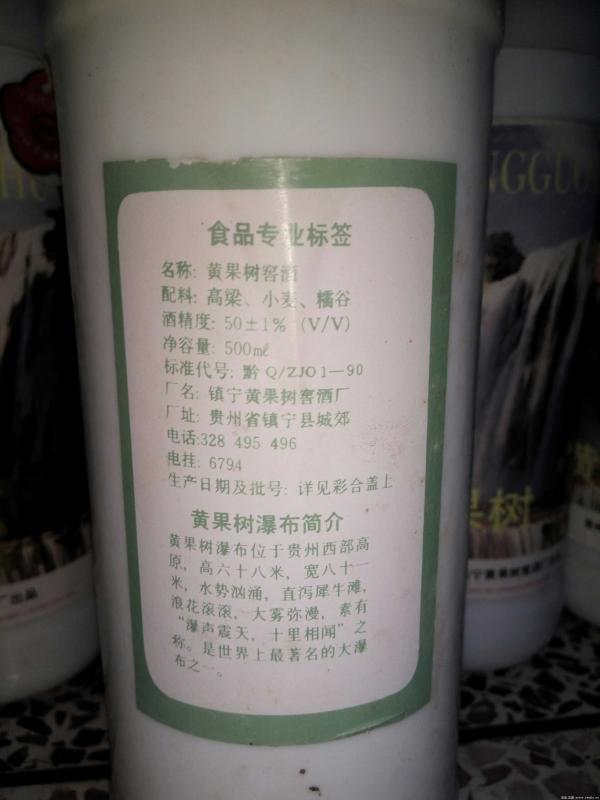 食品专业标签
名称: 黄果树窖酒
配料: 高梁、小麦、糯谷
酒精度: 50±1% (V/V)
净容量: 500ml
标准代号: 黔 Q/ZJO1—90
厂名: 镇宁黄果树窖酒厂
厂址: 贵州省镇宁县城郊
电话:328 495 496
电挂: 6794
生产日期及批号: 详见彩合盖上
黄果树瀑布简介
黄果树瀑布位于贵州西部高
原, 高六十八米, 宽八十一
米, 水势汹涌, 直泻犀牛滩,
浪花滚滚, 大雾弥漫, 素有
“瀑声震天, 十里相闻”之
称。是世界上最著名的大瀑
布之一。
NGGUO
果树
厂出品